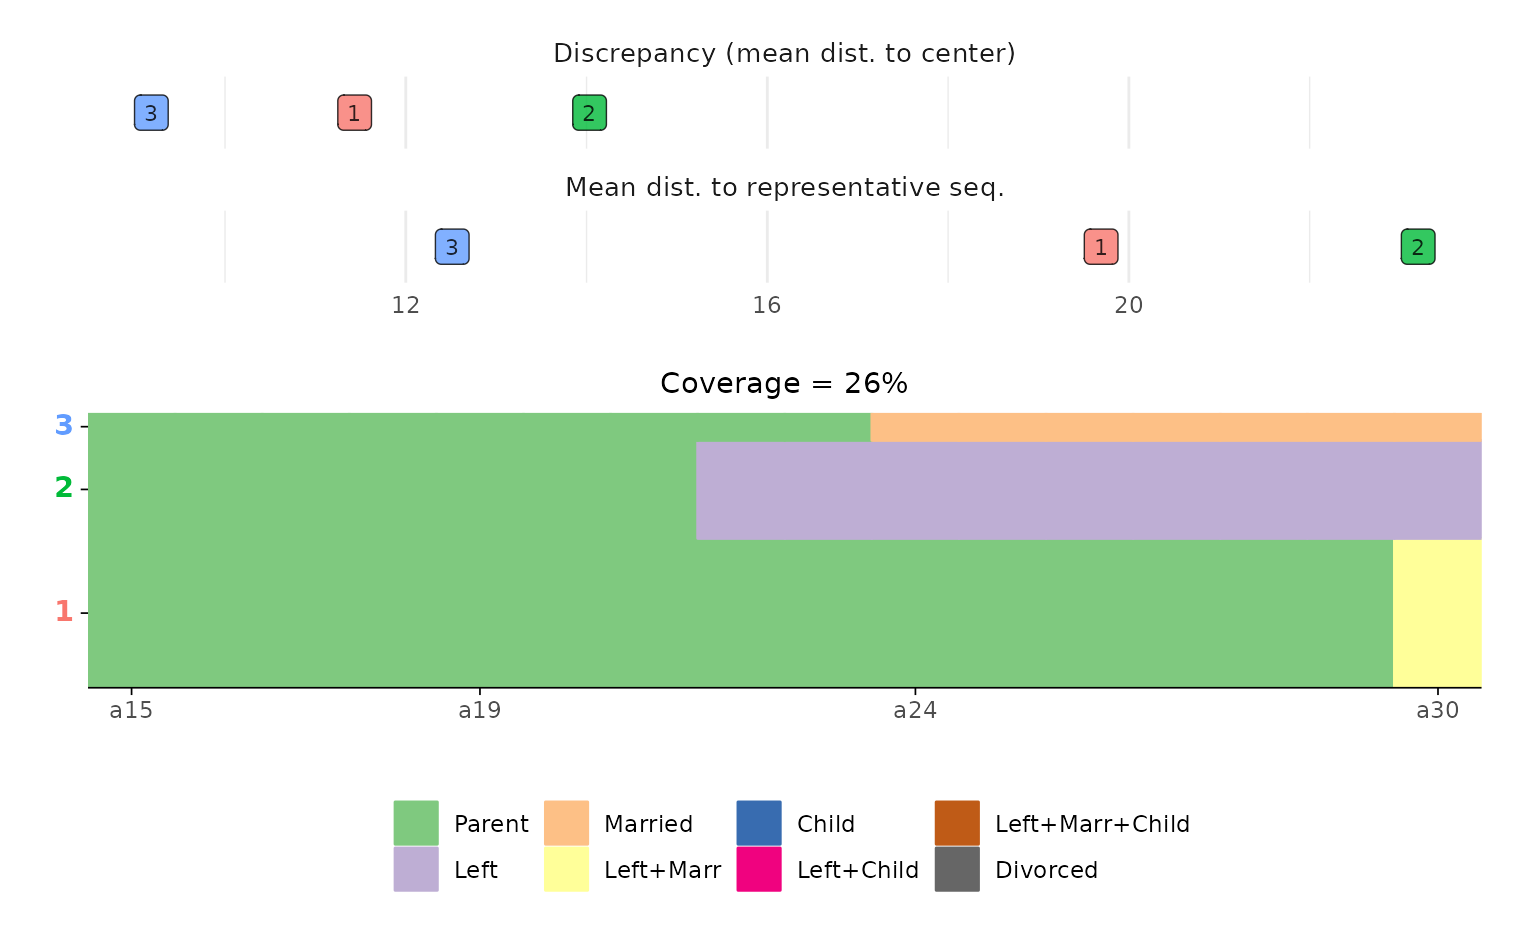 Discrepancy (mean dist. to center)
3 1 2
Mean dist. to representative seq.
3 1 2
12 16 20
Coverage = 26%
3
2
1
a15 a19 a24 a30
Parent Married Child Left+Marr+Child
Left Left+Marr Left+Child Divorced